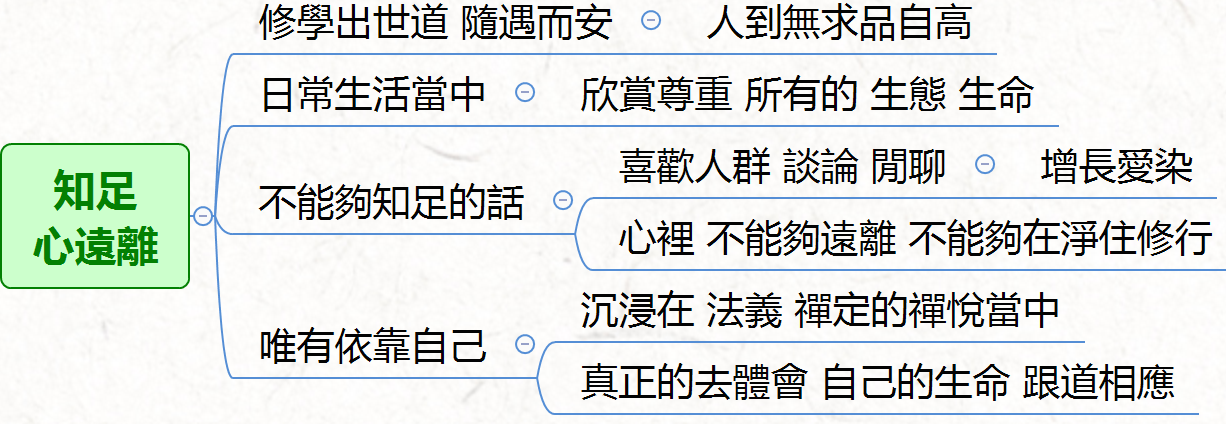 知足
心遠離
修學出世道 隨遇而安
人到無求品自高
日常生活當中
欣賞尊重 所有的 生態 生命
不能夠知足的話
喜歡人群 談論 閒聊
增長愛染
心裡 不能夠遠離 不能夠在淨住修行
唯有依靠自己
沉浸在 法義 禪定的禪悅當中
真正的去體會 自己的生命 跟道相應